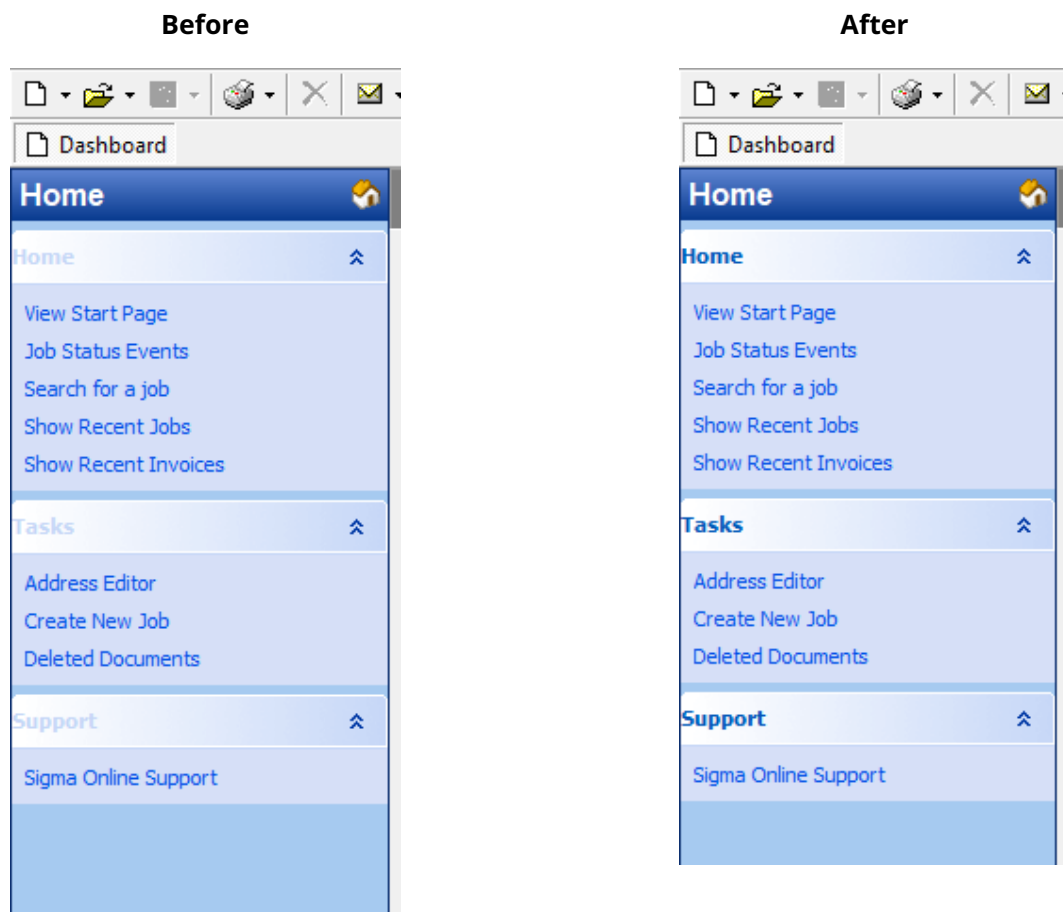 Before
Dashboard
Home
Home
View Start Page
Job Status Events
Search for a job
Show Recent Jobs
Show Recent Invoices
Tasks
Address Editor
Create New Job
Deleted Documents
Support
Sigma Online Support
After
Dashboard
Home
Home
View Start Page
Job Status Events
Search for a job
Show Recent Jobs
Show Recent Invoices
Tasks
Address Editor
Create New Job
Deleted Documents
Support
Sigma Online Support